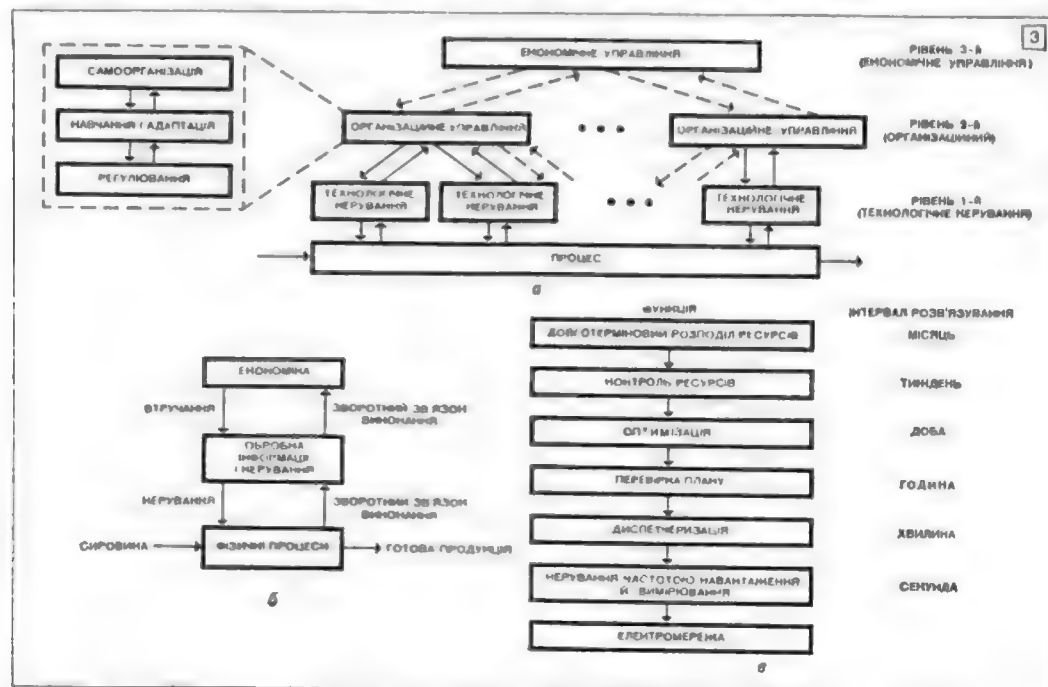 3
ЕКОНОМІЧНЕ УПРАВЛІННЯ
РІВЕНЬ 3-Й
(ЕКОНОМІЧНЕ УПРАВЛІННЯ)
САМООРГАНІЗАЦІЯ
НАВЧАННЯ І АДАПТАЦІЯ
РЕГУЛЮВАННЯ
ОРГАНІЗАЦІЙНЕ УПРАВЛІННЯ
ОРГАНІЗАЦІЙНЕ УПРАВЛІННЯ
РІВЕНЬ 2-Й
(ОРГАНІЗАЦІЙНИЙ)
ТЕХНОЛОГІЧНЕ
КЕРУВАННЯ
ТЕХНОЛОГІЧНЕ
КЕРУВАННЯ
ТЕХНОЛОГІЧНЕ
КЕРУВАННЯ
РІВЕНЬ 1-Й
(ТЕХНОЛОГІЧНЕ КЕРУВАННЯ)
ПРОЦЕС
а
ЕКОНОМІКА
ВТРУЧАННЯ
ЗВОРОТНИЙ ЗВ'ЯЗОК
ВИКОНАННЯ
ОБРОБКА
ІНФОРМАЦІЇ
І КЕРУВАННЯ
КЕРУВАННЯ
ЗВОРОТНИЙ ЗВ'ЯЗОК
ВИКОНАННЯ
СИРОВИНА
ФІЗИЧНІ ПРОЦЕСИ
ГОТОВА ПРОДУКЦІЯ
б
ФУНКЦІЯ
ІНТЕРВАЛ РОЗВ'ЯЗУВАННЯ
ДОВГОТЕРМІНОВИЙ РОЗПОДІЛ РЕСУРСІВ
МІСЯЦЬ
КОНТРОЛЬ РЕСУРСІВ
ТИЖДЕНЬ
ОПТИМІЗАЦІЯ
ДОБА
ПЕРЕВІРКА ПЛАНУ
ГОДИНА
ДИСПЕТЧЕРИЗАЦІЯ
ХВИЛИНА
КЕРУВАННЯ ЧАСТОТОЮ НАВАНТАЖЕННЯ
Й ВИМІРЮВАННЯ
СЕКУНДА
ЕЛЕКТРОМЕРЕЖА
в